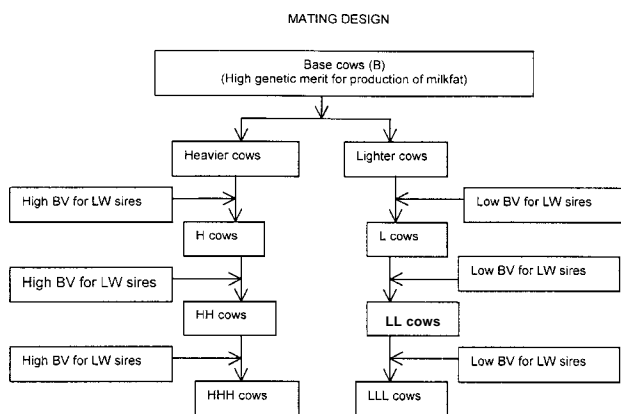 MATING DESIGN
Base cows (B)
(High genetic merit for production of milkfat)
Heavier cows
Lighter cows
High BV for LW sires
Low BV for LW sires
H cows
L cows
High BV for LW sires
Low BV for LW sires
HH cows
LL cows
High BV for LW sires
Low BV for LW sires
HHH cows
LLL cows